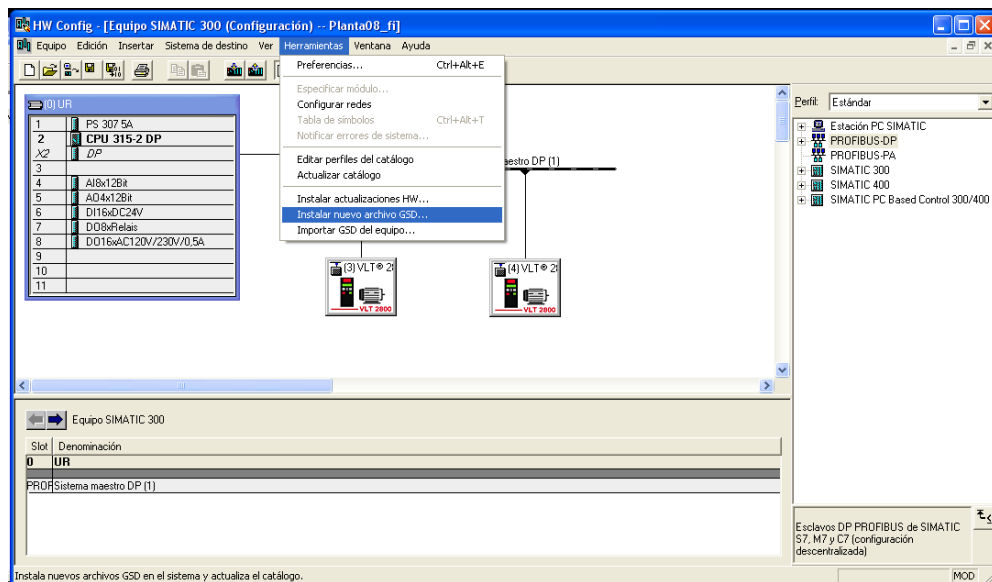 HW Config - [Equipo SIMATIC 300 (Configuración) -- Planta08_fi]
Equipo Edición Insertar Sistema de destino Ver Herramientas Ventana Ayuda
Preferencias... Ctrl+Alt+E
Especificar módulo...
Configurar redes
Tabla de símbolos Ctrl+Alt+T
Notificar errores de sistema...
Editar perfiles del catálogo
Actualizar catálogo
Instalar actualizaciones HW...
Instalar nuevo archivo GSD...
Importar GSD del equipo...
(0) UR
1 PS 307 5A
2 CPU 315-2 DP
X2 DP
3
4 AI8x12Bit
5 AO4x12Bit
6 DI16xDC24V
7 DO8xRelais
8 DO16xAC120V/230V/0,5A
9
10
11
maestro DP (1)
(3) VLT® 28
VLT 2800
(4) VLT® 28
VLT 2800
Perfil: Estándar
Estación PC SIMATIC
PROFIBUS-DP
PROFIBUS-PA
SIMATIC 300
SIMATIC 400
SIMATIC PC Based Control 300/400
Equipo SIMATIC 300
Slot Denominación
0 UR
PROF Sistema maestro DP (1)
Esclavos DP PROFIBUS de SIMATIC
S7, M7 y C7 (configuración
descentralizada)
Instala nuevos archivos GSD en el sistema y actualiza el catálogo.
MOD